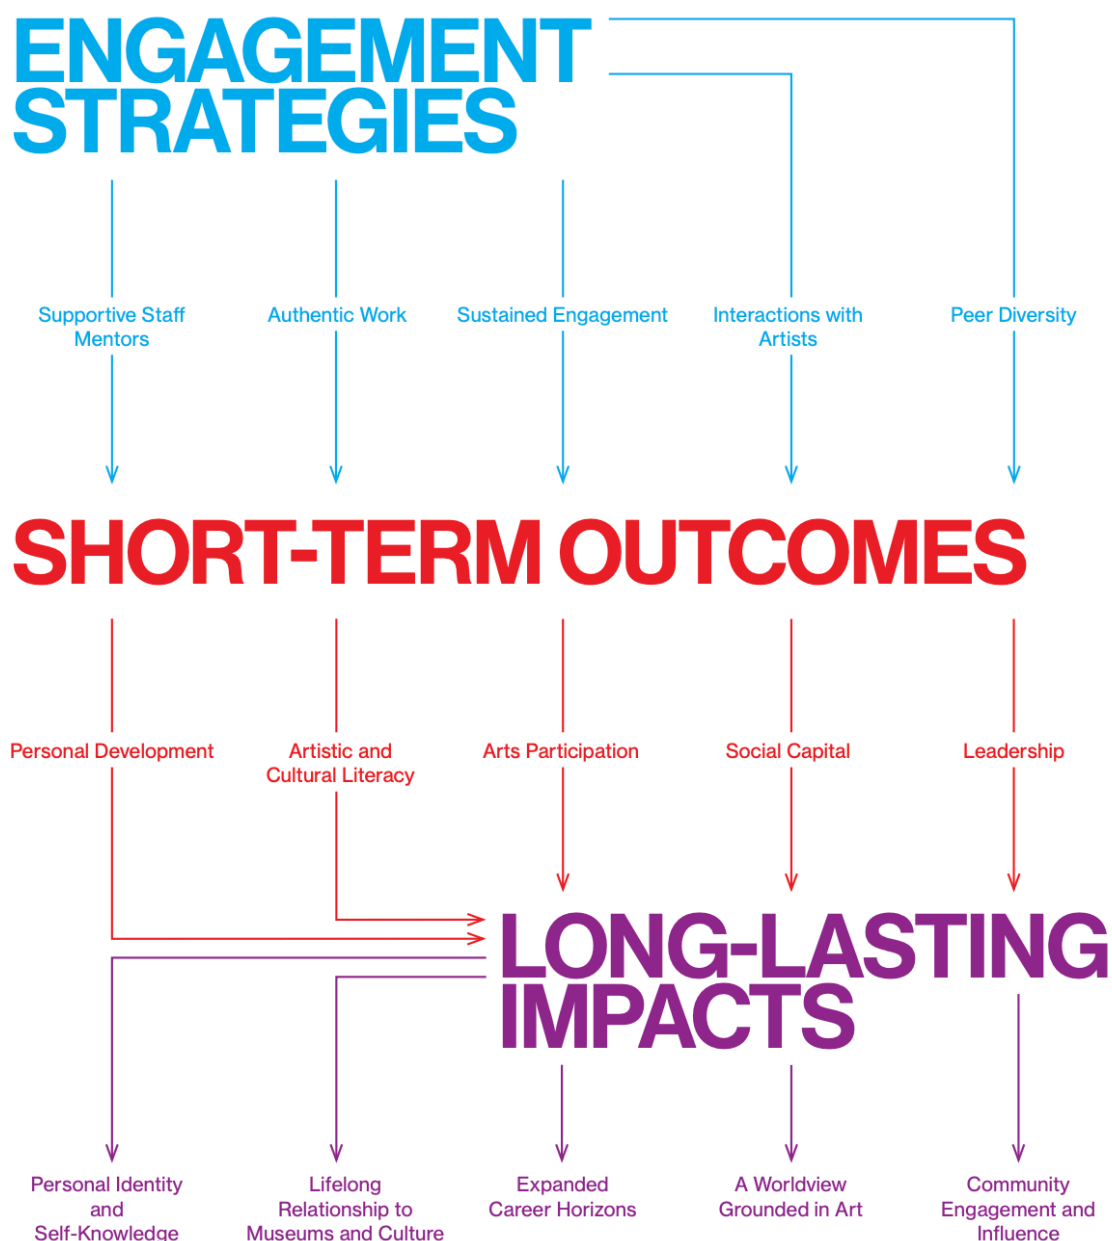 ENGAGEMENT
STRATEGIES
Supportive Staff
Mentors
Authentic Work
Sustained Engagement
Interactions with
Artists
Peer Diversity
SHORT-TERM OUTCOMES
Personal Development
Artistic and
Cultural Literacy
Arts Participation
Social Capital
Leadership
LONG-LASTING
IMPACTS
Personal Identity
and
Self-Knowledge
Lifelong
Relationship to
Museums and Culture
Expanded
Career Horizons
A Worldview
Grounded in Art
Community
Engagement and
Influence